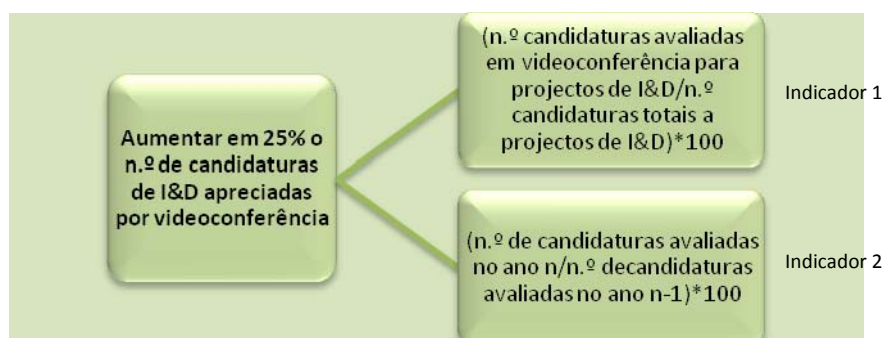 Aumentar em 25% o
n.º de candidaturas
de I&D apreciadas
por videoconferência
(n.º candidaturas avaliadas
em videoconferência para
projectos de I&D/n.º
candidaturas totais a
projectos de I&D)*100
Indicador 1
(n.º de candidaturas avaliadas
no ano n/n.º decandidaturas
avaliadas no ano n-1)*100
Indicador 2